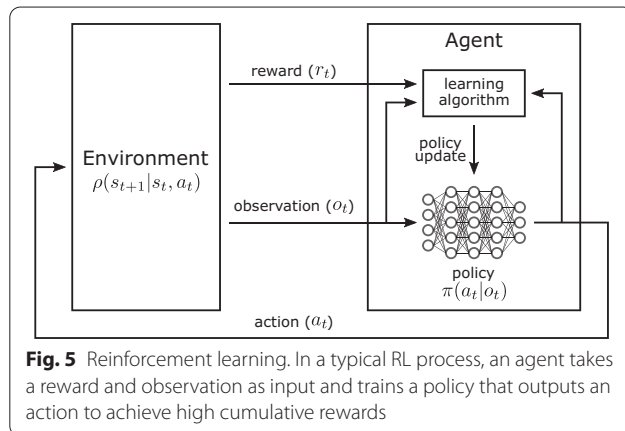 Agent
reward (r_t)
learning
algorithm
policy
update
Environment
ρ(s_{t+1}|s_t, a_t)
observation (o_t)
policy
π(a_t|o_t)
action (a_t)
Fig. 5 Reinforcement learning. In a typical RL process, an agent takes
a reward and observation as input and trains a policy that outputs an
action to achieve high cumulative rewards